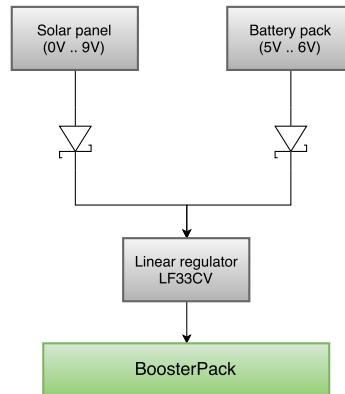 Solar panel
(0V .. 9V)
Battery pack
(5V .. 6V)
Linear regulator
LF33CV
BoosterPack